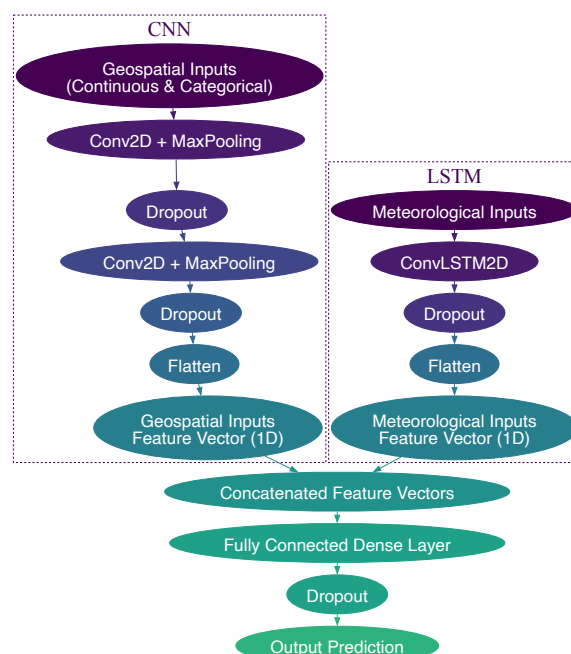 CNN
Geospatial Inputs
(Continuous & Categorical)
Conv2D + MaxPooling
Dropout
Conv2D + MaxPooling
Dropout
Flatten
Geospatial Inputs
Feature Vector (1D)
LSTM
Meteorological Inputs
ConvLSTM2D
Dropout
Flatten
Meteorological Inputs
Feature Vector (1D)
Concatenated Feature Vectors
Fully Connected Dense Layer
Dropout
Output Prediction